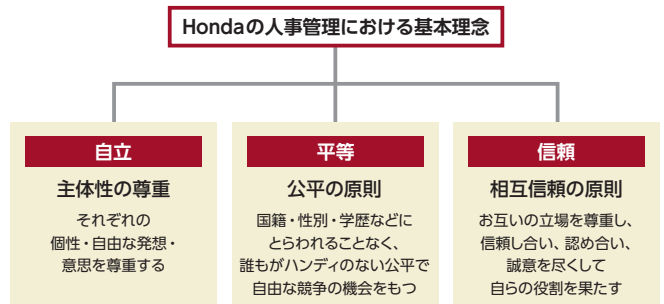 Hondaの人事管理における基本理念
自立
主体性の尊重
それぞれの
個性・自由な発想・
意思を尊重する
平等
公平の原則
国籍・性別・学歴などに
とらわれることなく、
誰もがハンディのない公平で
自由な競争の機会をもつ
信頼
相互信頼の原則
お互いの立場を尊重し、
信頼し合い、認め合い、
誠意を尽くして
自らの役割を果たす